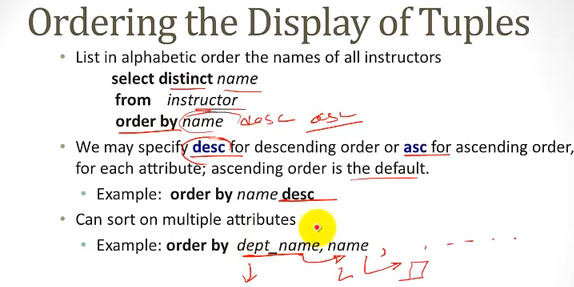 Ordering the Display of Tuples
• List in alphabetic order the names of all instructors
select distinct name
from instructor
order by name desc asc
• We may specify desc for descending order or asc for ascending order,
for each attribute; ascending order is the default.
• Example: order by name desc
• Can sort on multiple attributes
• Example: order by dept_name, name